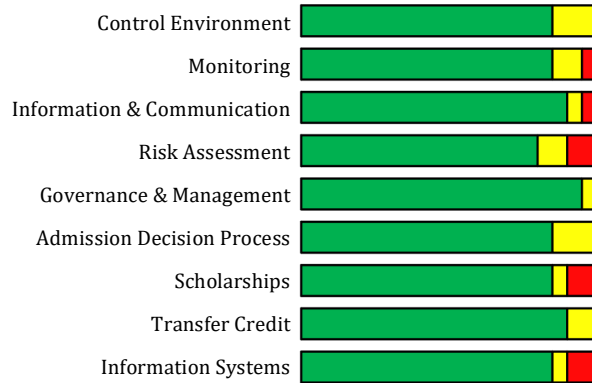 Control Environment
Monitoring
Information & Communication
Risk Assessment
Governance & Management
Admission Decision Process
Scholarships
Transfer Credit
Information Systems